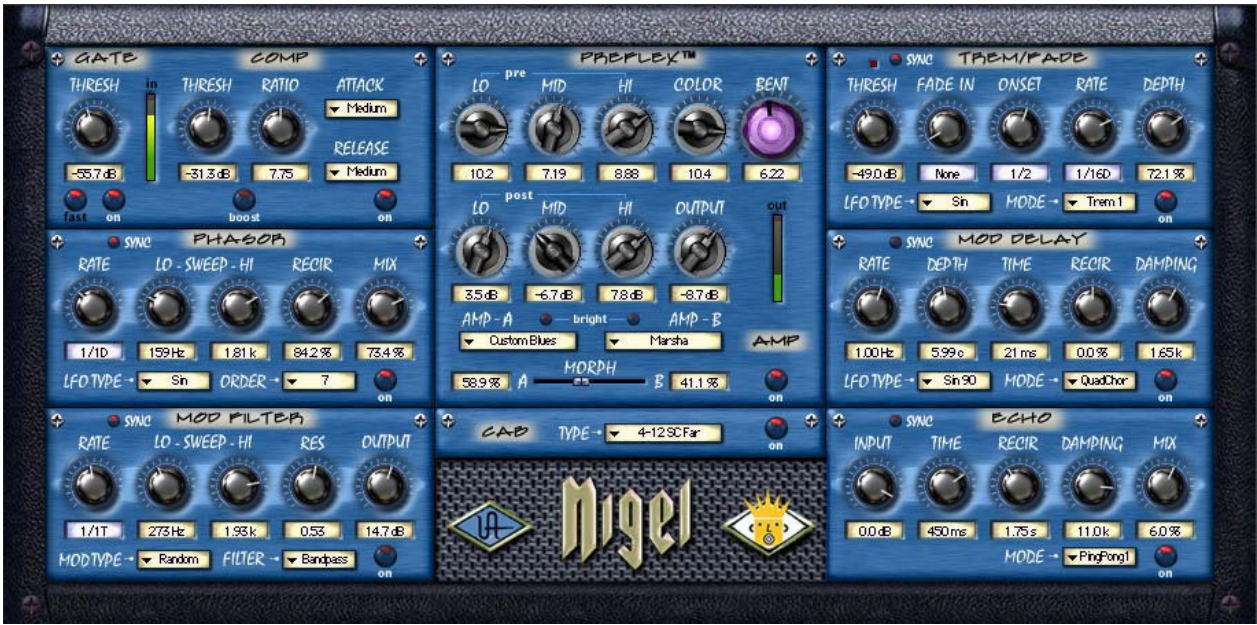 GATE COMP
THRESH in THRESH RATIO ATTACK
Medium
RELEASE
-55.7 dB -31.3 dB 7.75 Medium
fast on boost on
SYNC PHASOR
RATE LO - SWEEP - HI RECIR MIX
1/1D 159 Hz 1.81 k 84.2 % 73.4 %
LFO TYPE → Sin ORDER → 7 on
SYNC MOD FILTER
RATE LO - SWEEP - HI RES OUTPUT
1/1T 273 Hz 1.93 k 0.53 14.7 dB
MOD TYPE → Random FILTER → Bandpass on
PREFLEX™
pre
LO MID HI COLOR BENT
10.2 7.19 8.88 10.4 6.22
post
LO MID HI OUTPUT out
3.5 dB -6.7 dB 7.8 dB -8.7 dB
AMP - A bright AMP - B
Custom Blues Marsha AMP
MORPH
58.9 % A B 41.1 % on
CAB TYPE → 4-12 SC Far on
UA Nigel
SYNC TREM/FADE
THRESH FADE IN ONSET RATE DEPTH
-49.0 dB None 1/2 1/16D 72.1 %
LFO TYPE → Sin MODE → Trem 1 on
SYNC MOD DELAY
RATE DEPTH TIME RECIR DAMPING
1.00 Hz 5.99 c 21 ms 0.0 % 1.65 k
LFO TYPE → Sin 90 MODE → QuadChor on
SYNC ECHO
INPUT TIME RECIR DAMPING MIX
0.0 dB 450 ms 1.75 s 11.0 k 6.0 %
MODE → PingPong1 on